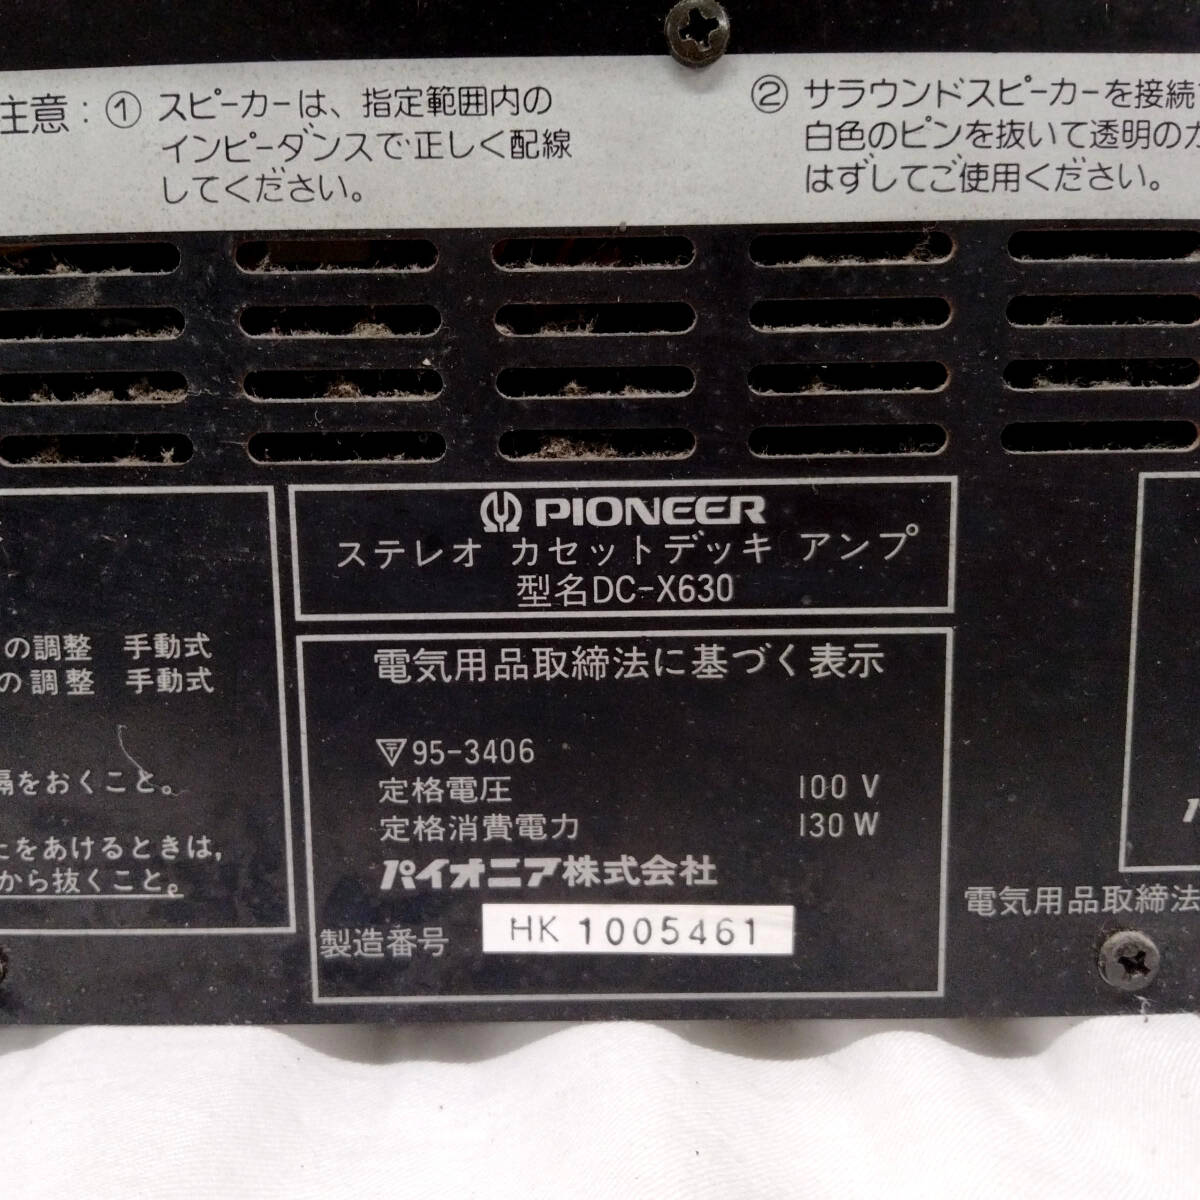 注意:① スピーカーは、指定範囲内の
インピーダンスで正しく配線
してください。
② サラウンドスピーカーを接続
白色のピンを抜いて透明の
はずしてご使用ください。
PIONEER
ステレオ カセットデッキ アンプ
型名DC-X630
の調整 手動式
の調整 手動式
をおくこと。
をあけるときは,
から抜くこと。
電気用品取締法に基づく表示
95-3406
定格電圧 100 V
定格消費電力 130 W
パイオニア株式会社
製造番号 HK 1005461
電気用品取締法